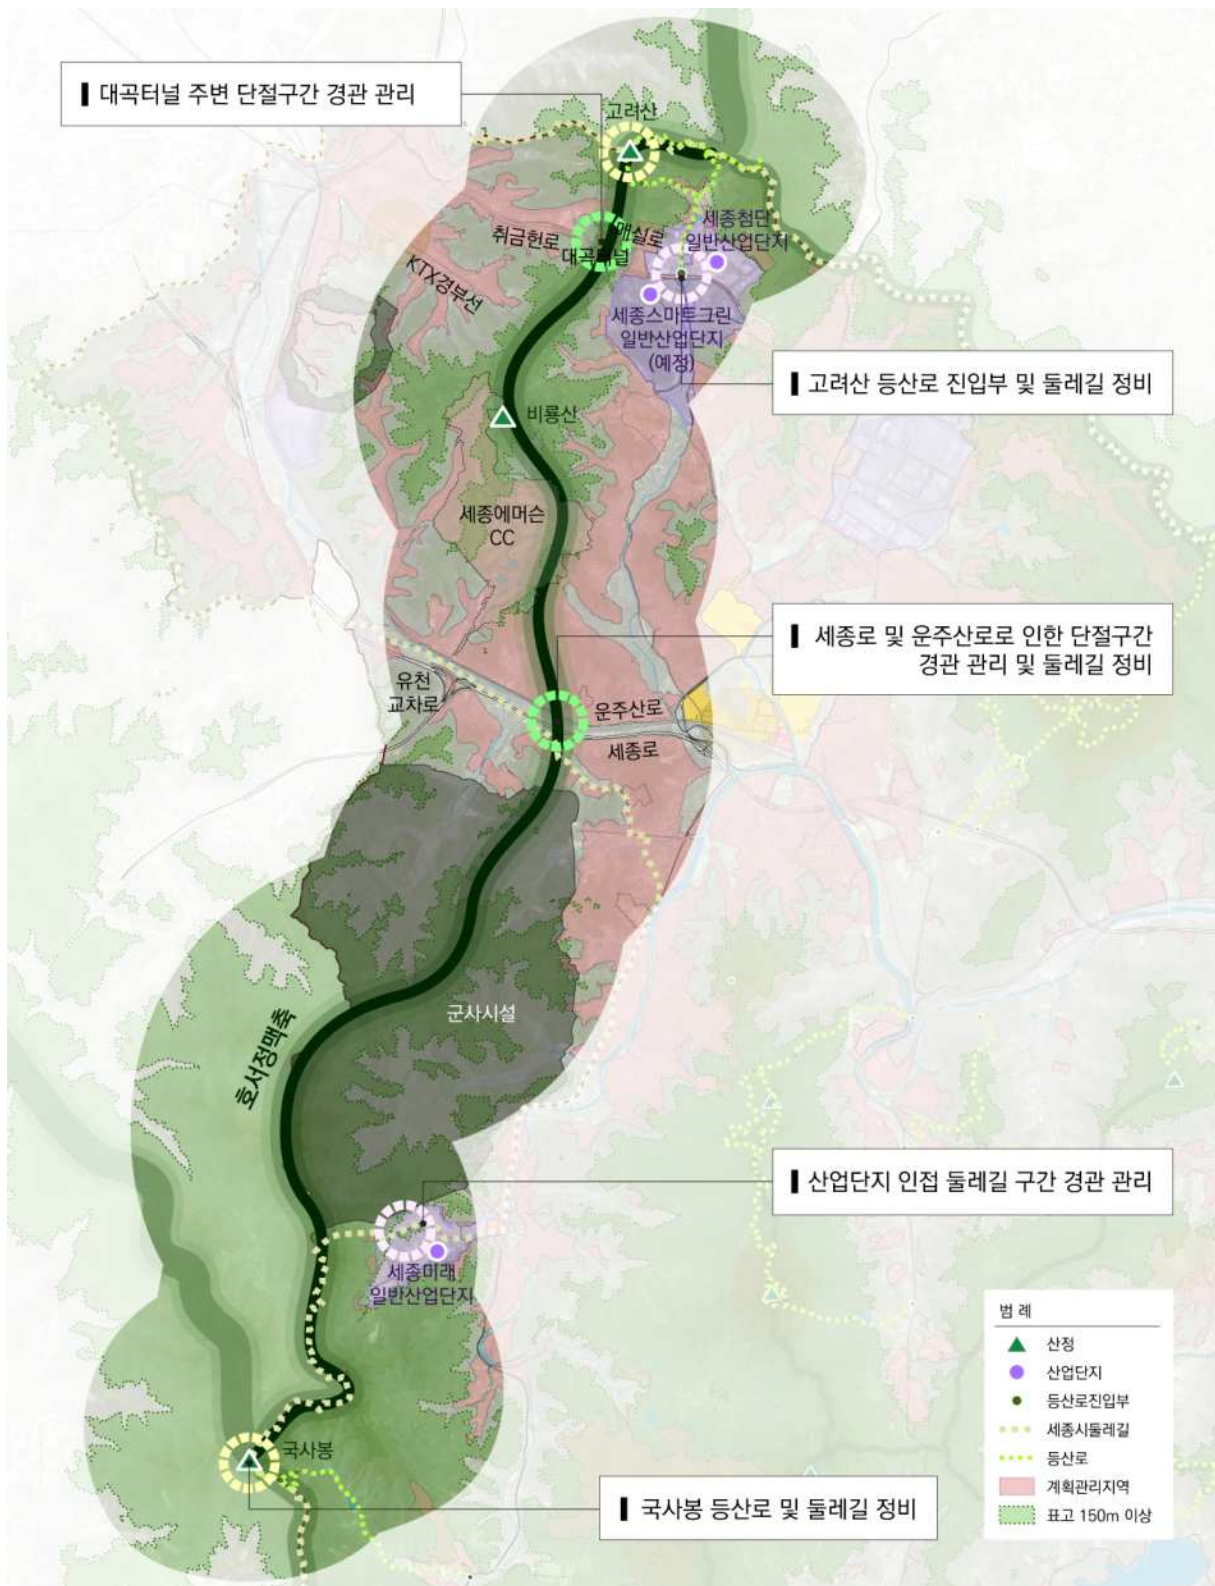 ▌ 대곡터널 주변 단절구간 경관 관리
고려산
세종첨단
일반산업단지
매실로
취금헌로
대곡터널
KTX경부선
세종스마트그린
일반산업단지
(예정)
▌ 고려산 등산로 진입부 및 둘레길 정비
비룡산
세종에머슨
CC
▌ 세종로 및 운주산로로 인한 단절구간
경관 관리 및 둘레길 정비
유천
교차로
운주산로
세종로
군사시설
호서정맥축
▌ 산업단지 인접 둘레길 구간 경관 관리
세종미래
일반산업단지
국사봉
▌ 국사봉 등산로 및 둘레길 정비
범 례
산정
산업단지
등산로진입부
세종시둘레길
등산로
계획관리지역
표고 150m 이상